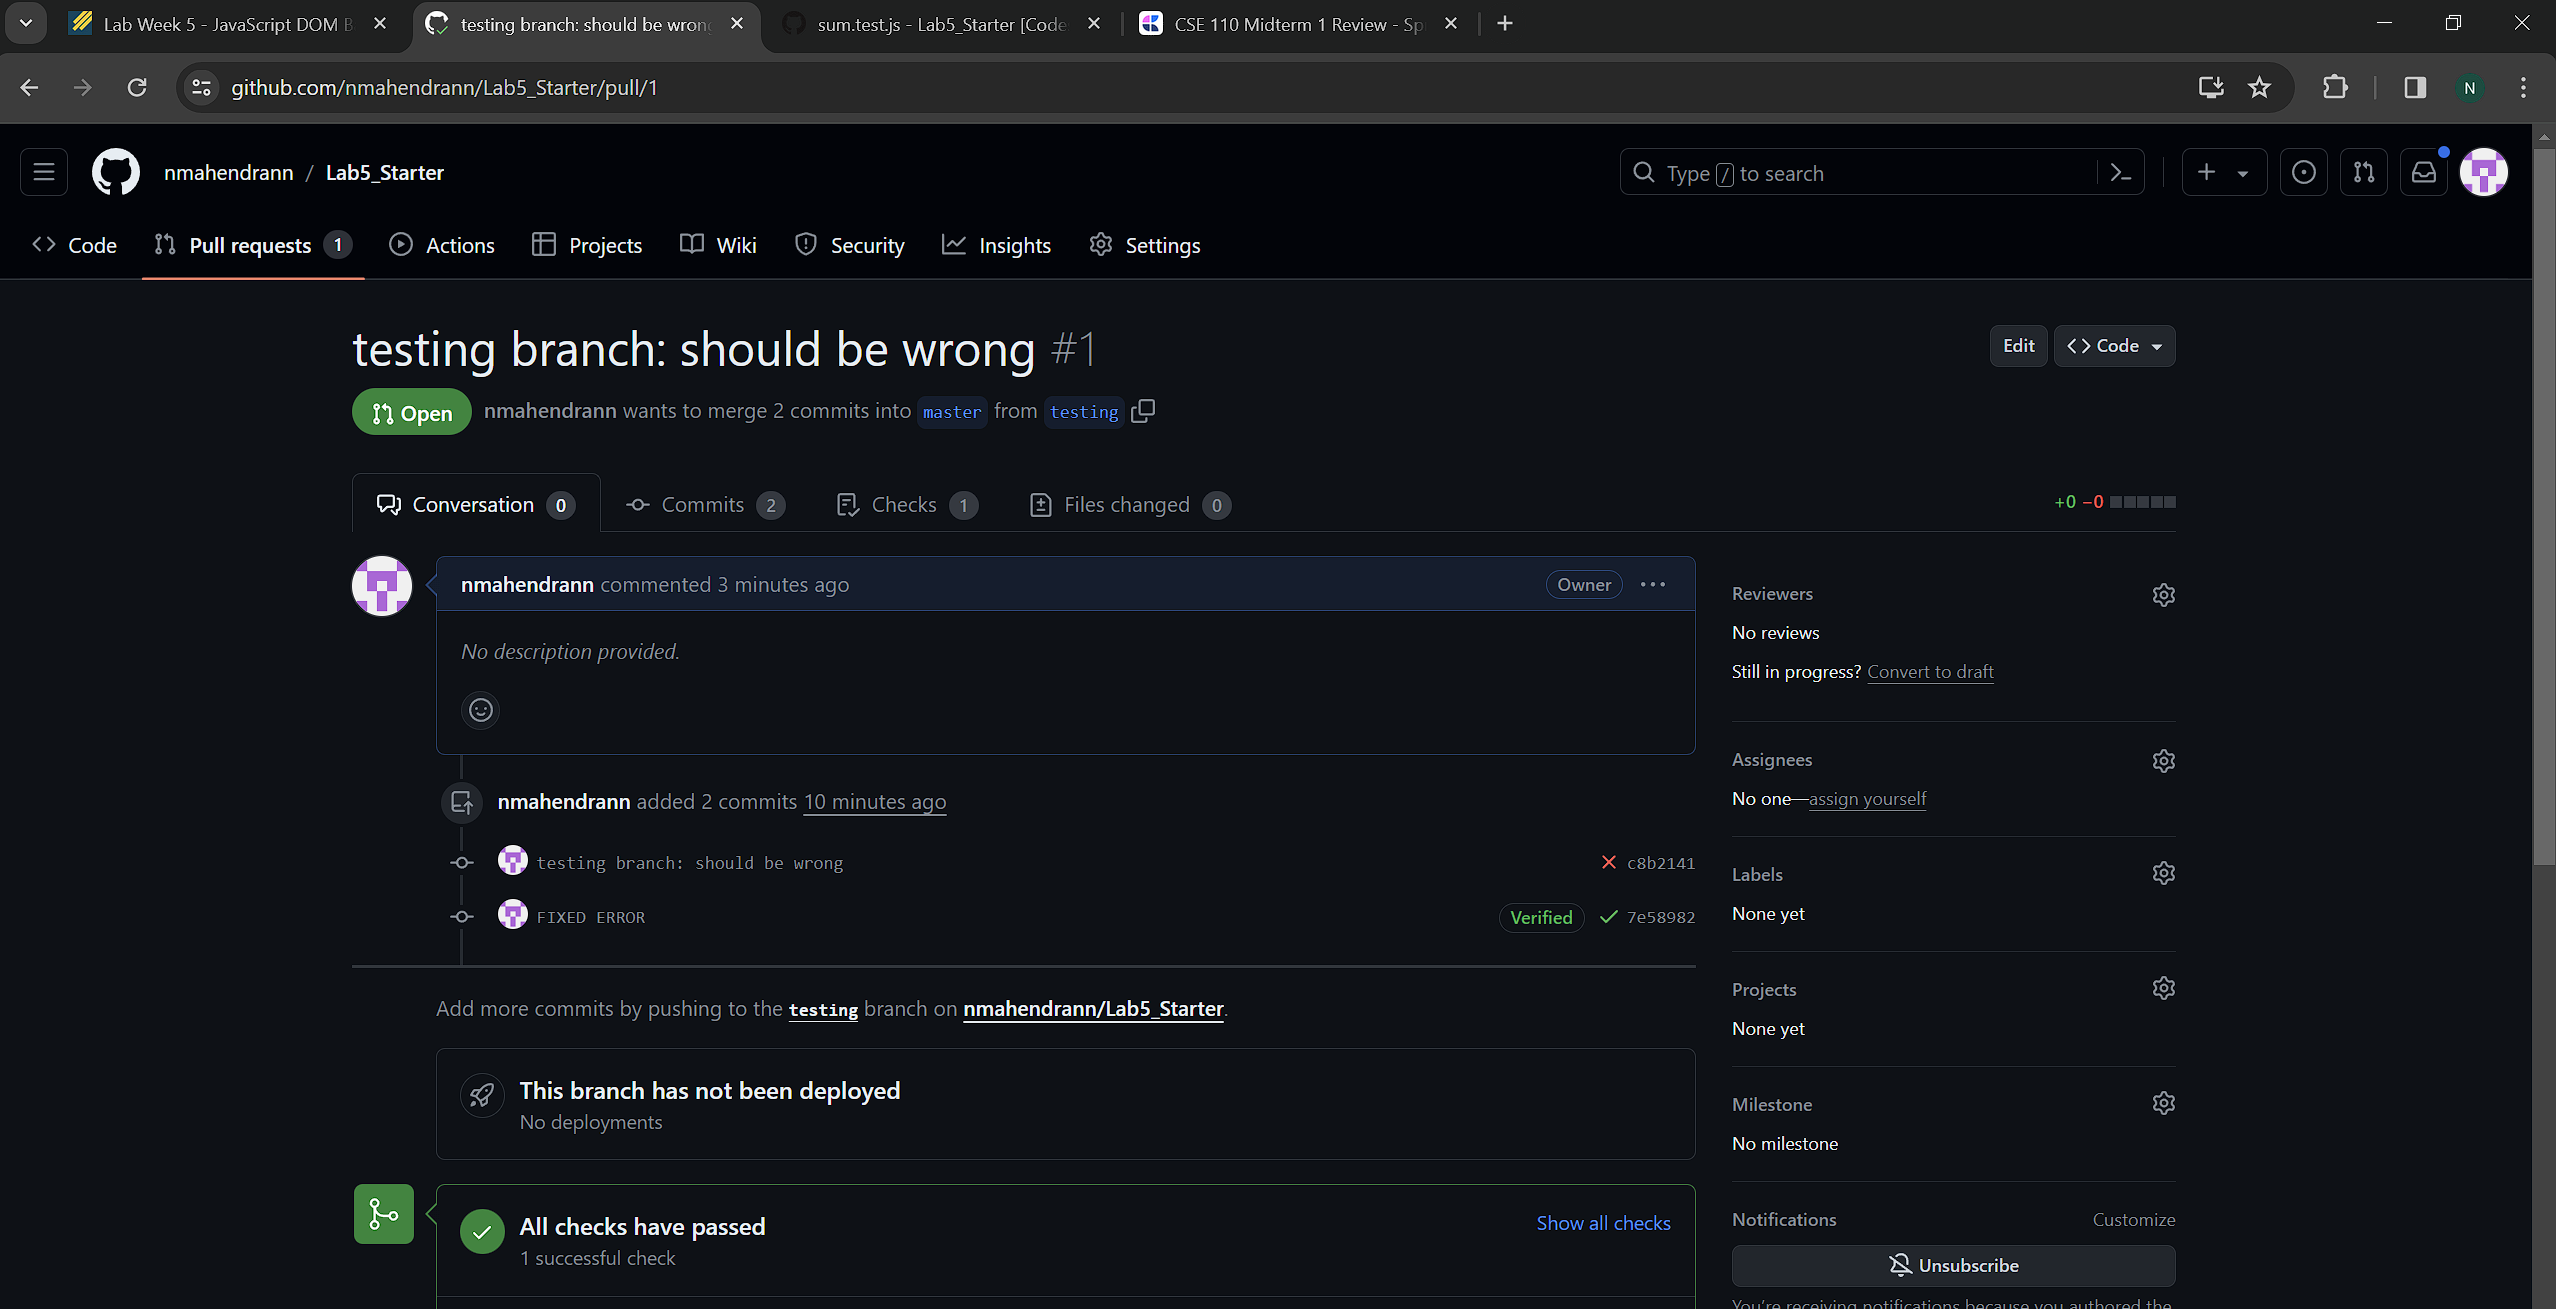 Lab Week 5 - JavaScript DOM B
testing branch: should be wrong
sum.test.js - Lab5_Starter [Code
CSE 110 Midterm 1 Review - Sp
github.com/nmahendrann/Lab5_Starter/pull/1
N
nmahendrann / Lab5_Starter
Type / to search
Code
Pull requests 1
Actions
Projects
Wiki
Security
Insights
Settings
testing branch: should be wrong #1
Edit
<> Code
Open
nmahendrann wants to merge 2 commits into master from testing
Conversation 0
Commits 2
Checks 1
Files changed 0
+0 −0
nmahendrann commented 3 minutes ago
Owner
No description provided.
nmahendrann added 2 commits 10 minutes ago
testing branch: should be wrong
c8b2141
FIXED ERROR
Verified
7e58982
Add more commits by pushing to the testing branch on nmahendrann/Lab5_Starter.
This branch has not been deployed
No deployments
All checks have passed
1 successful check
Show all checks
Reviewers
No reviews
Still in progress? Convert to draft
Assignees
No one—assign yourself
Labels
None yet
Projects
None yet
Milestone
No milestone
Notifications
Customize
Unsubscribe
You're receiving notifications because you authored the